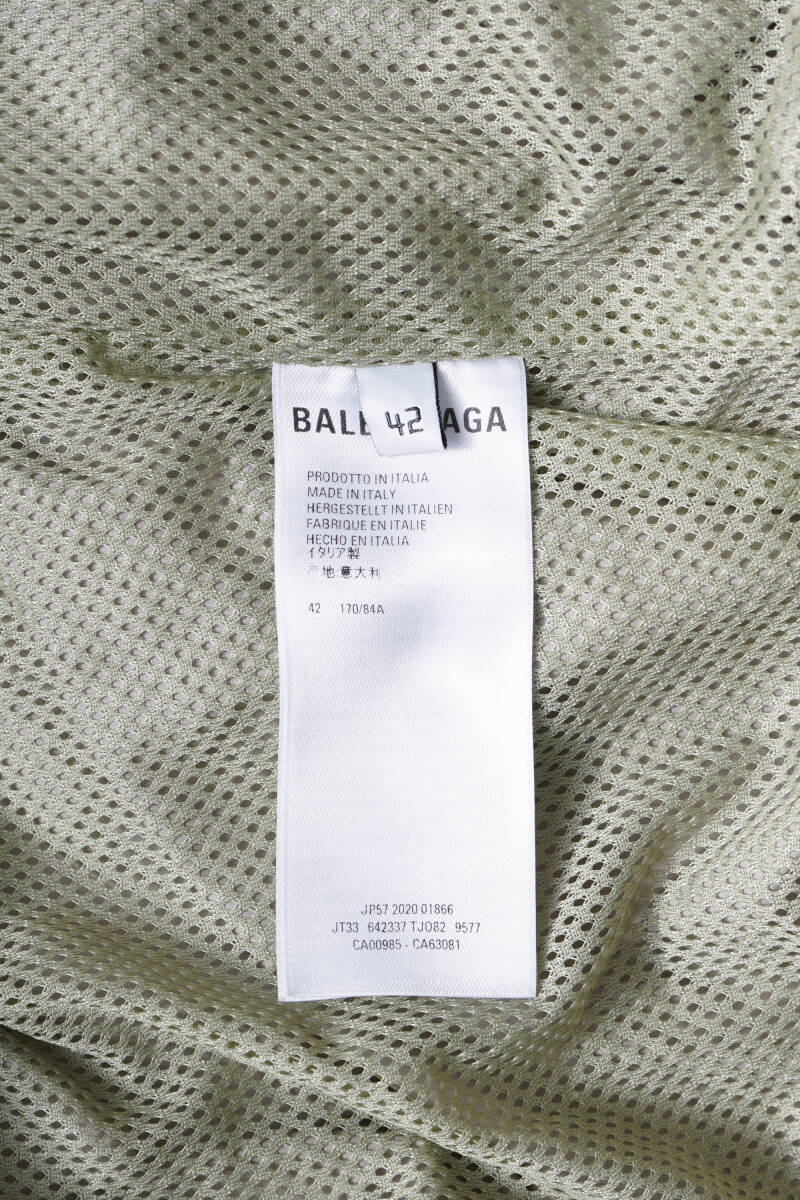 BALE 42 AGA
PRODOTTO IN ITALIA
MADE IN ITALY
HERGESTELLT IN ITALIEN
FABRIQUE EN ITALIE
HECHO EN ITALIA
イタリア製
产地:意大利
42 170/84A
JP57 2020 01866
JT33 642337 TJO82 9577
CA00985 - CA63081